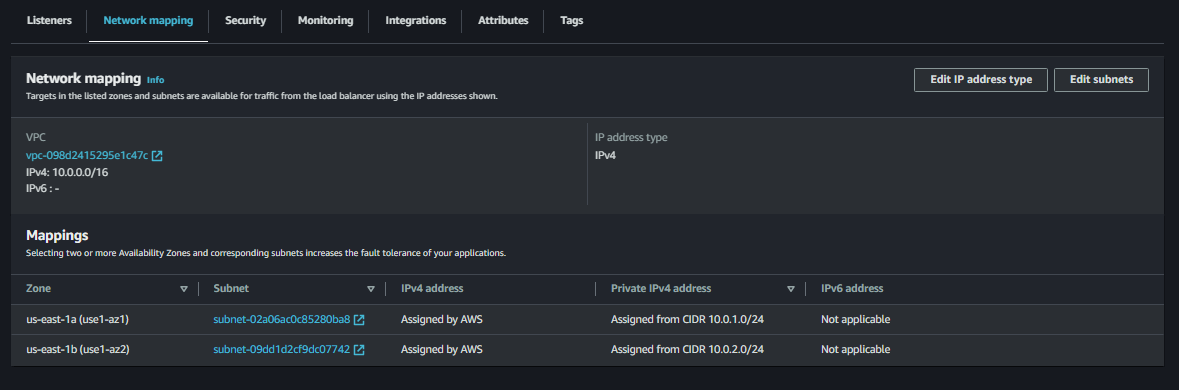 Listeners Network mapping Security Monitoring Integrations Attributes Tags
Network mapping Info
Edit IP address type Edit subnets
Targets in the listed zones and subnets are available for traffic from the load balancer using the IP addresses shown.
VPC
vpc-098d2415295e1c47c
IPv4: 10.0.0.0/16
IPv6 : -
IP address type
IPv4
Mappings
Selecting two or more Availability Zones and corresponding subnets increases the fault tolerance of your applications.
Zone Subnet IPv4 address Private IPv4 address IPv6 address
us-east-1a (use1-az1) subnet-02a06ac0c85280ba8 Assigned by AWS Assigned from CIDR 10.0.1.0/24 Not applicable
us-east-1b (use1-az2) subnet-09dd1d2cf9dc07742 Assigned by AWS Assigned from CIDR 10.0.2.0/24 Not applicable